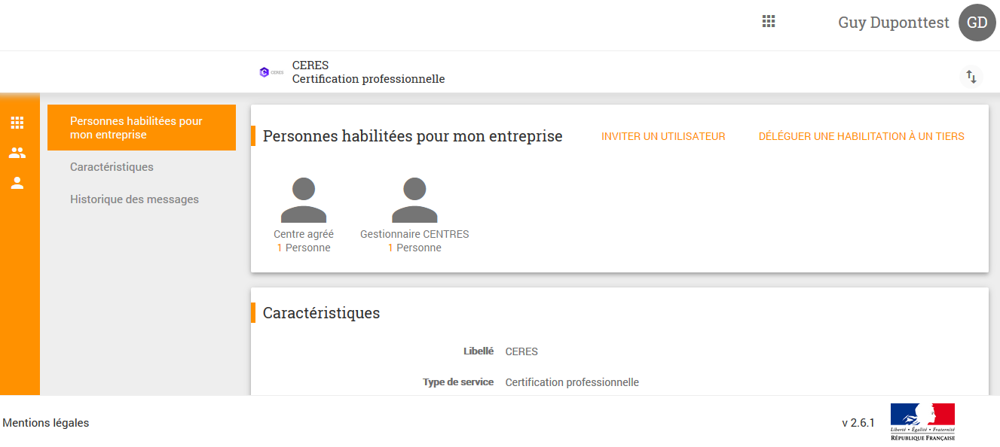 Guy Duponttest GD
CERES
CERES
Certification professionnelle
Personnes habilitées pour
mon entreprise
Caractéristiques
Historique des messages
Personnes habilitées pour mon entreprise INVITER UN UTILISATEUR DÉLÉGUER UNE HABILITATION À UN TIERS
Centre agréé
1 Personne
Gestionnaire CENTRES
1 Personne
Caractéristiques
Libellé CERES
Type de service Certification professionnelle
Mentions légales
v 2.6.1
Liberté • Égalité • Fraternité
RÉPUBLIQUE FRANÇAISE